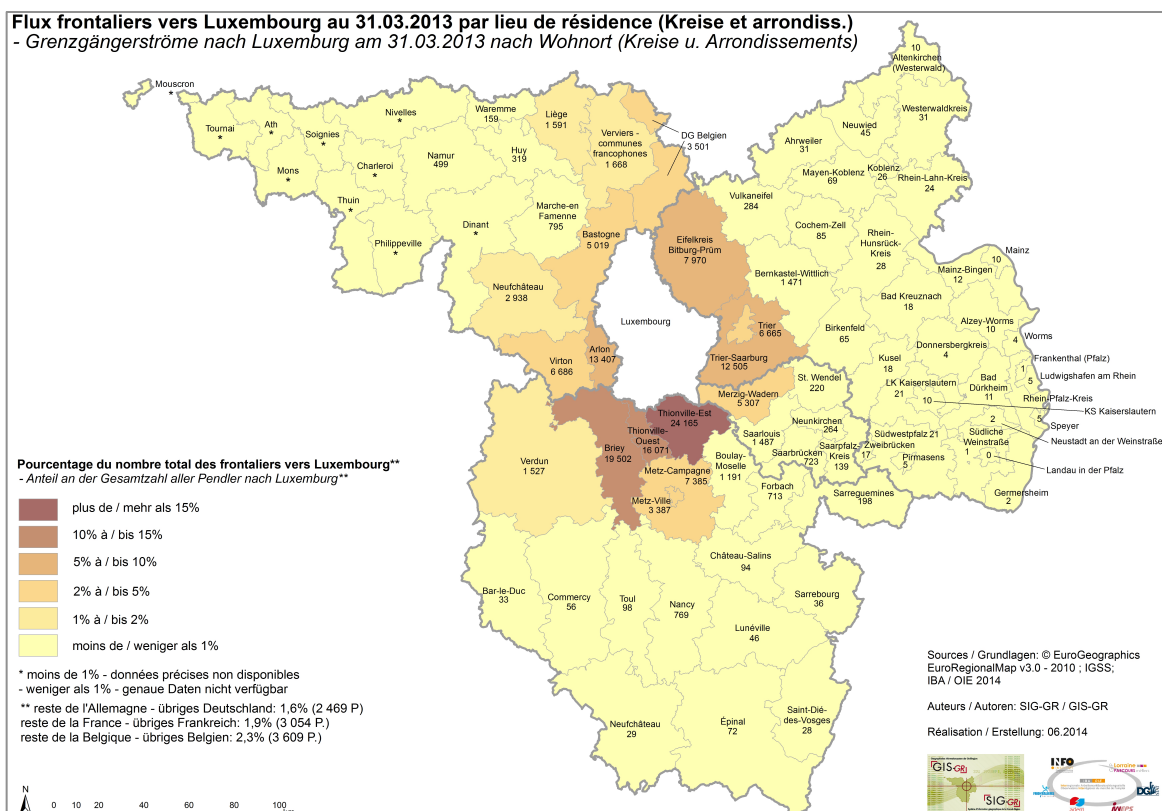 Flux frontaliers vers Luxembourg au 31.03.2013 par lieu de résidence (Kreise et arrondiss.)
- Grenzgängerströme nach Luxemburg am 31.03.2013 nach Wohnort (Kreise u. Arrondissements)
10
Altenkirchen
(Westerwald)
Mouscron
*
Tournai
*
Ath
*
Soignies
*
Nivelles
*
Waremme
159
Liège
1 591
Verviers -
communes
francophones
1 668
DG Belgien
3 501
Westerwaldkreis
31
Neuwied
45
Ahrweiler
31
Mons
*
Charleroi
*
Namur
499
Huy
319
Mayen-Koblenz
69
Koblenz
26
Rhein-Lahn-Kreis
24
Thuin
*
Marche-en
Famenne
795
Vulkaneifel
284
Dinant
*
Philippeville
*
Bastogne
5 019
Eifelkreis
Bitburg-Prüm
7 970
Cochem-Zell
85
Rhein-
Hunsrück-
Kreis
28
Mainz
10
Mainz-Bingen
12
Bernkastel-Wittlich
1 471
Neufchâteau
2 938
Bad Kreuznach
18
Luxembourg
Trier
6 665
Birkenfeld
65
Alzey-Worms
10
Worms
4
Donnersbergkreis
4
Arlon
13 407
Virton
6 686
Trier-Saarburg
12 505
Kusel
18
Frankenthal (Pfalz)
1
Ludwigshafen am Rhein
5
St. Wendel
220
LK Kaiserslautern
21
Bad
Dürkheim
11
Rhein-Pfalz-Kreis
5
Merzig-Wadern
5 307
10
KS Kaiserslautern
Thionville-Est
24 165
Neunkirchen
264
Speyer
2
Neustadt an der Weinstraße
Thionville-
Ouest
16 071
Saarlouis
1 487
Südwestpfalz 21
Südliche
Weinstraße
1
Briey
19 502
Saarbrücken
723
Saarpfalz-
Kreis
139
Zweibrücken
17
Pirmasens
5
0
Landau in der Pfalz
Verdun
1 527
Metz-Campagne
7 385
Boulay-
Moselle
1 191
Forbach
713
Sarreguemines
198
Germersheim
2
Metz-Ville
3 387
Pourcentage du nombre total des frontaliers vers Luxembourg**
- Anteil an der Gesamtzahl aller Pendler nach Luxemburg**
plus de / mehr als 15%
10% à / bis 15%
5% à / bis 10%
2% à / bis 5%
1% à / bis 2%
moins de / weniger als 1%
Château-Salins
94
Bar-le-Duc
33
Commercy
56
Toul
98
Nancy
769
Sarrebourg
36
Lunéville
46
Neufchâteau
29
Épinal
72
Saint-Dié-
des-Vosges
28
* moins de 1% - données précises non disponibles
- weniger als 1% - genaue Daten nicht verfügbar
** reste de l'Allemagne - übriges Deutschland: 1,6% (2 469 P)
reste de la France - übriges Frankreich: 1,9% (3 054 P.)
reste de la Belgique - übriges Belgien: 2,3% (3 609 P.)
Sources / Grundlagen: © EuroGeographics
EuroRegionalMap v3.0 - 2010 ; IGSS;
IBA / OIE 2014
Auteurs / Autoren: SIG-GR / GIS-GR
Réalisation / Erstellung: 06.2014
N
0 10 20 40 60 80 100
GIS-GR
SIG-GR
INFO
Lorraine
PARCOURS